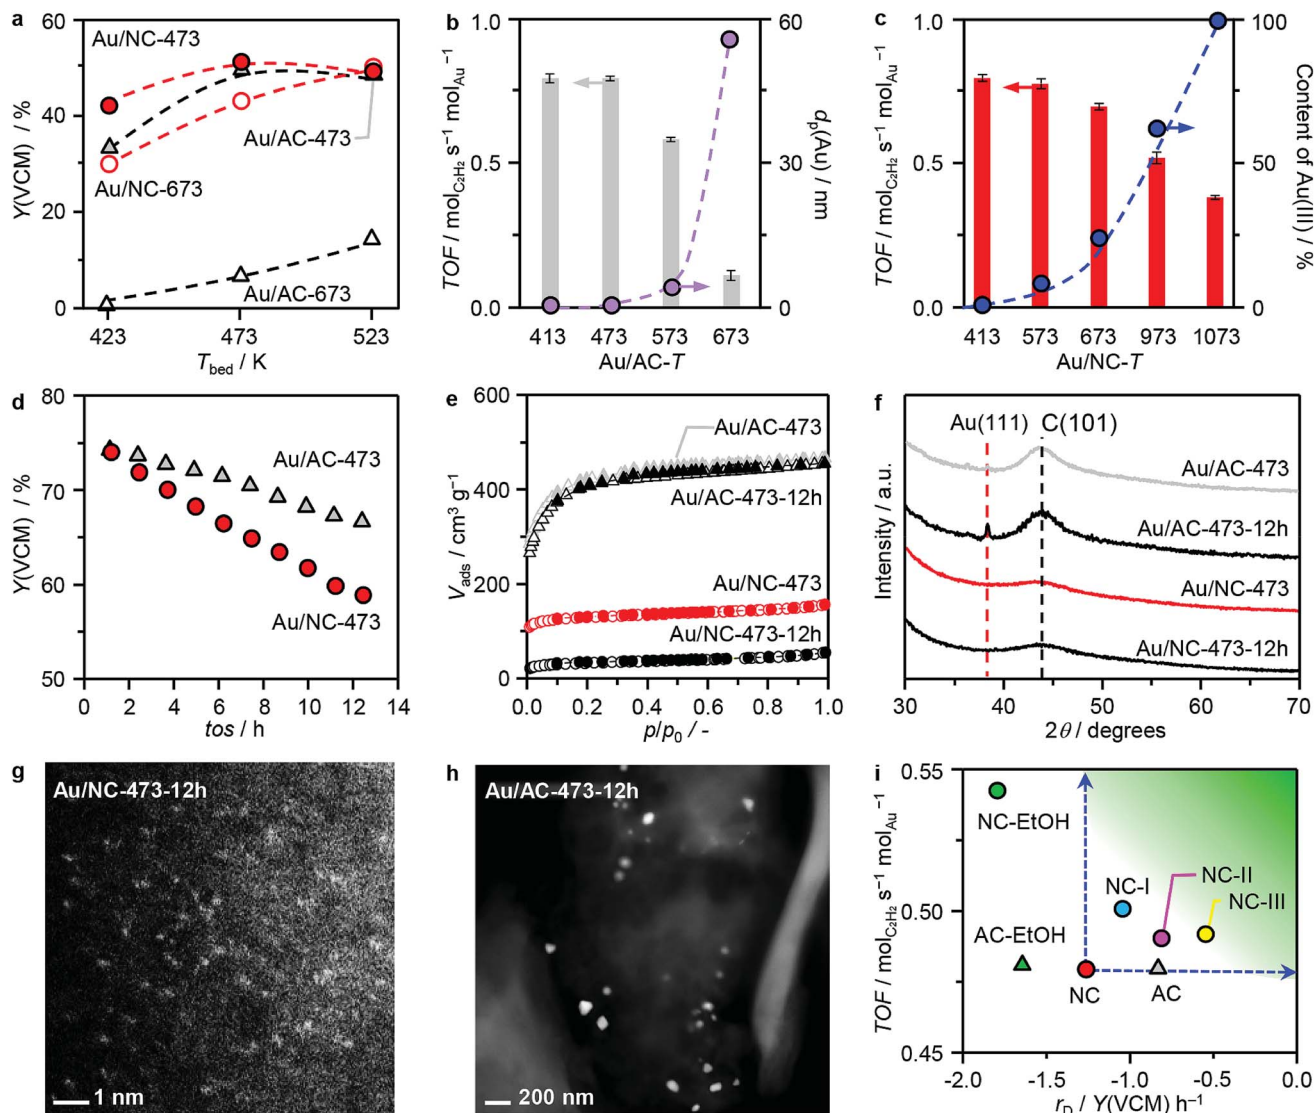 a
60
40
20
0
Y(VCM) / %
Au/NC-473
Au/AC-473
Au/NC-673
Au/AC-673
423 473 523
T_bed / K
b
1.0
0.5
0.0
TOF / mol_C₂H₂ s⁻¹ mol_Au⁻¹
60
30
0
d_p(Au) / nm
413 473 573 673
Au/AC-T
c
1.0
0.5
0.0
TOF / mol_C₂H₂ s⁻¹ mol_Au⁻¹
100
50
0
Content of Au(III) / %
413 573 673 973 1073
Au/NC-T
d
80
70
60
50
Y(VCM) / %
Au/AC-473
Au/NC-473
0 2 4 6 8 10 12 14
tos / h
e
600
400
200
0
V_ads / cm³ g⁻¹
Au/AC-473
Au/AC-473-12h
Au/NC-473
Au/NC-473-12h
0.0 0.2 0.4 0.6 0.8 1.0
p/p₀ / -
f
Intensity / a.u.
Au(111) C(101)
Au/AC-473
Au/AC-473-12h
Au/NC-473
Au/NC-473-12h
30 40 50 60 70
2θ / degrees
g
Au/NC-473-12h
1 nm
h
Au/AC-473-12h
200 nm
i
0.55
0.50
0.45
TOF / mol_C₂H₂ s⁻¹ mol_Au⁻¹
NC-EtOH
NC-I
NC-II
NC-III
AC-EtOH
NC
AC
-2.0 -1.5 -1.0 -0.5 0.0
r_D / Y(VCM) h⁻¹